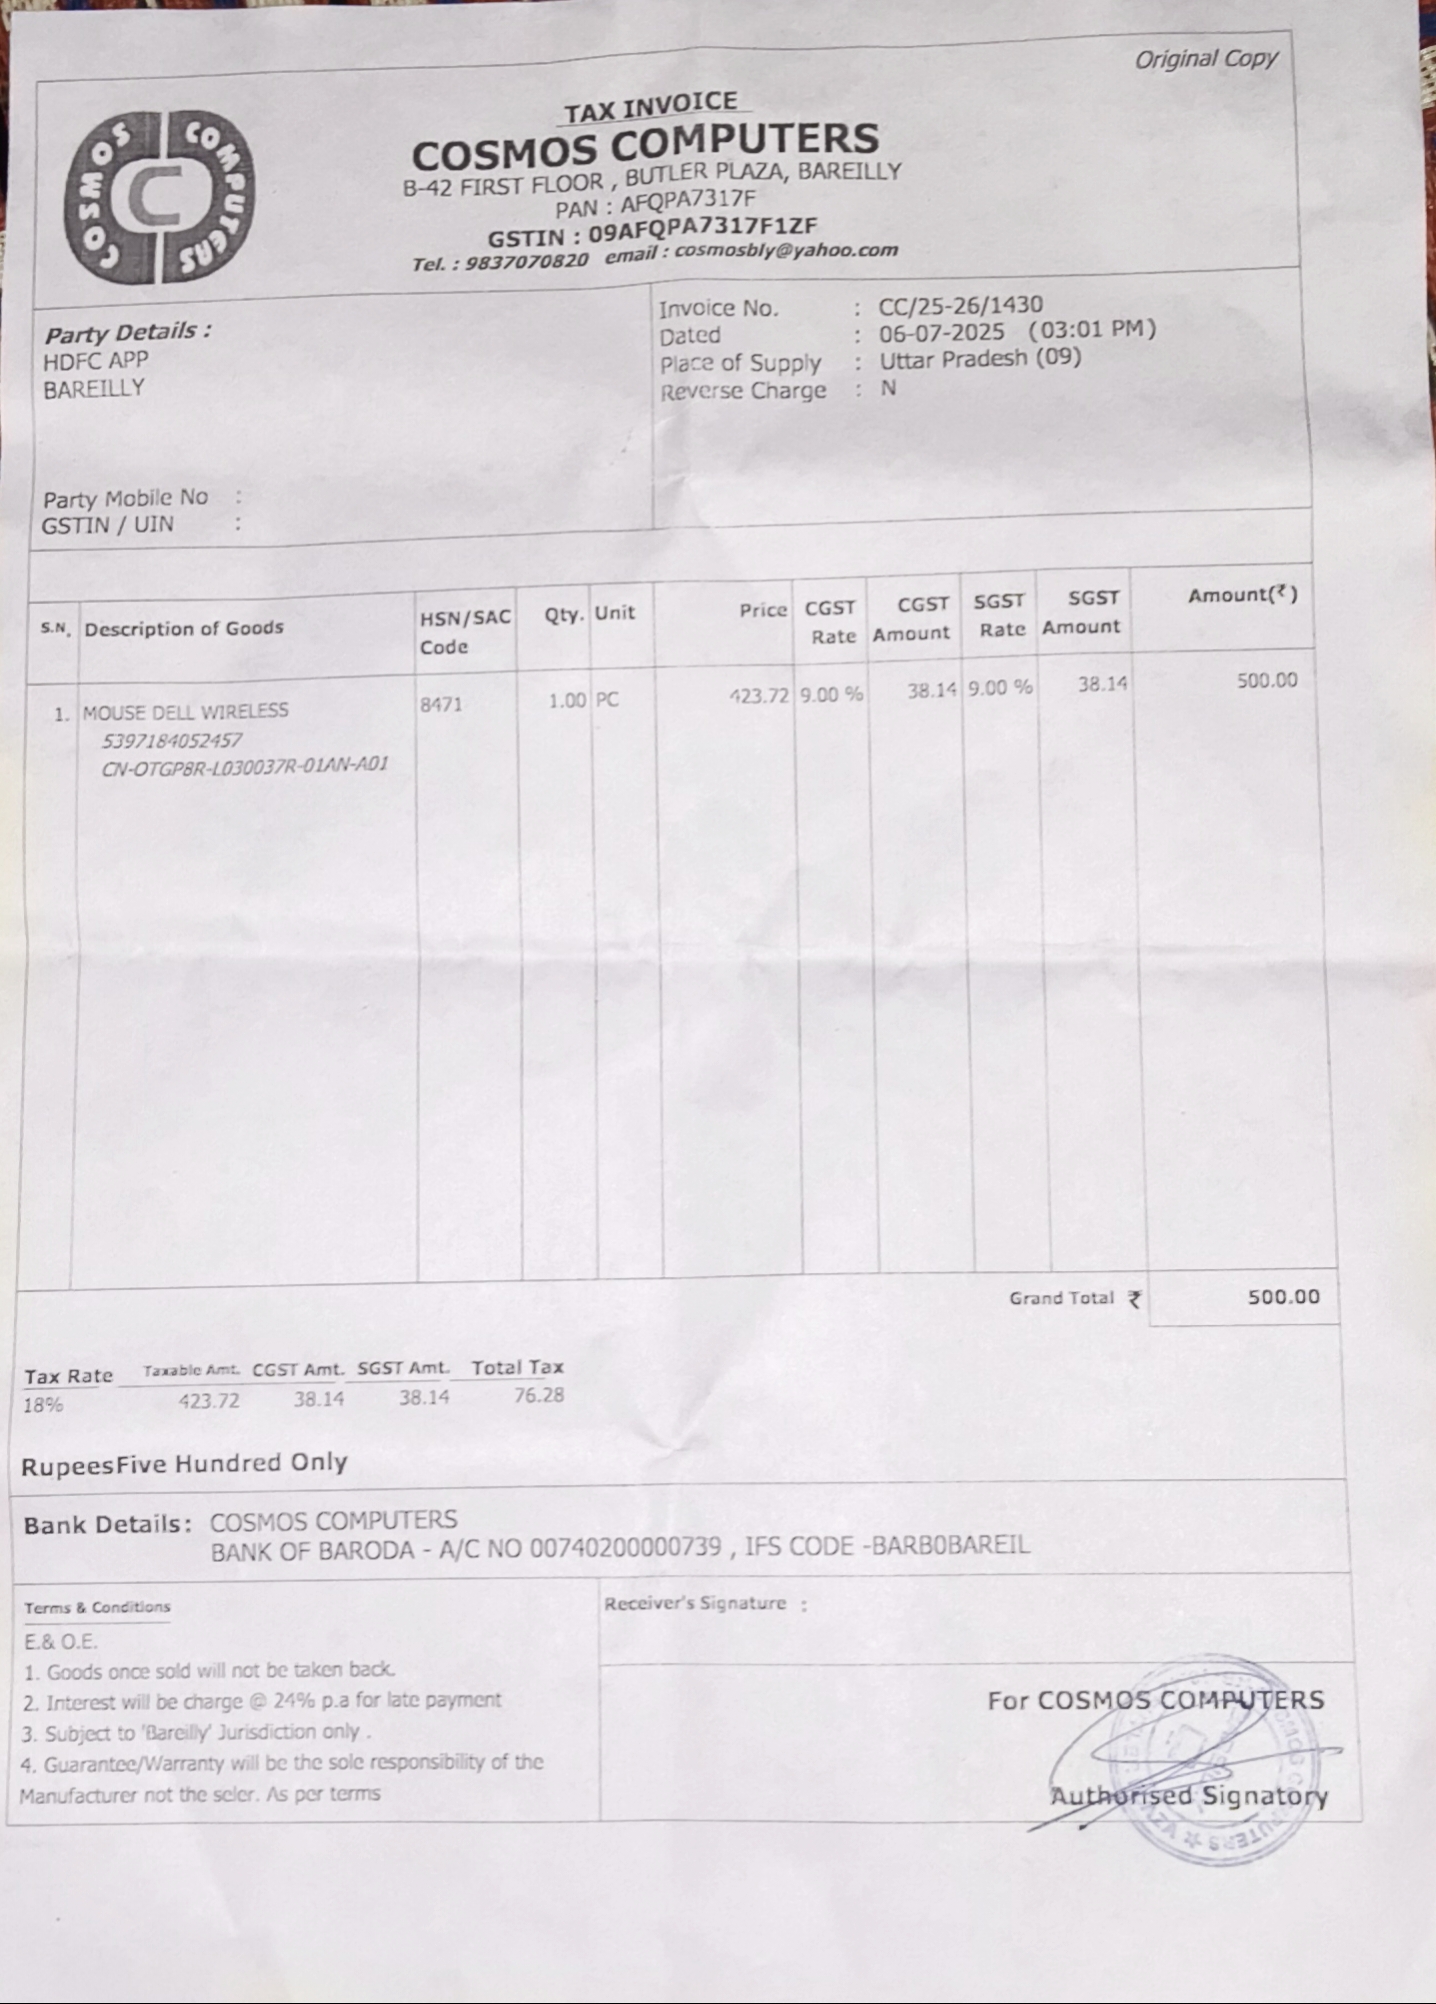 Original Copy
TAX INVOICE
COSMOS COMPUTERS
COSMOS COMPUTERS
B-42 FIRST FLOOR , BUTLER PLAZA, BAREILLY
PAN : AFQPA7317F
GSTIN : 09AFQPA7317F1ZF
Tel. : 9837070820 email : cosmosbly@yahoo.com
Party Details :
HDFC APP
BAREILLY
Party Mobile No :
GSTIN / UIN :
Invoice No. : CC/25-26/1430
Dated : 06-07-2025 (03:01 PM)
Place of Supply : Uttar Pradesh (09)
Reverse Charge : N
S.N. Description of Goods HSN/SAC Code Qty. Unit Price CGST Rate CGST Amount SGST Rate SGST Amount Amount(₹)
1. MOUSE DELL WIRELESS 8471 1.00 PC 423.72 9.00 % 38.14 9.00 % 38.14 500.00
5397184052457
CN-OTGP8R-L030037R-01AN-A01
Grand Total ₹ 500.00
Tax Rate Taxable Amt. CGST Amt. SGST Amt. Total Tax
18% 423.72 38.14 38.14 76.28
RupeesFive Hundred Only
Bank Details: COSMOS COMPUTERS
BANK OF BARODA - A/C NO 00740200000739 , IFS CODE -BARB0BAREIL
Terms & Conditions
E.& O.E.
1. Goods once sold will not be taken back.
2. Interest will be charge @ 24% p.a for late payment
3. Subject to 'Bareilly' Jurisdiction only .
4. Guarantee/Warranty will be the sole responsibility of the
Manufacturer not the seler. As per terms
Receiver's Signature :
For COSMOS COMPUTERS
Authorised Signatory